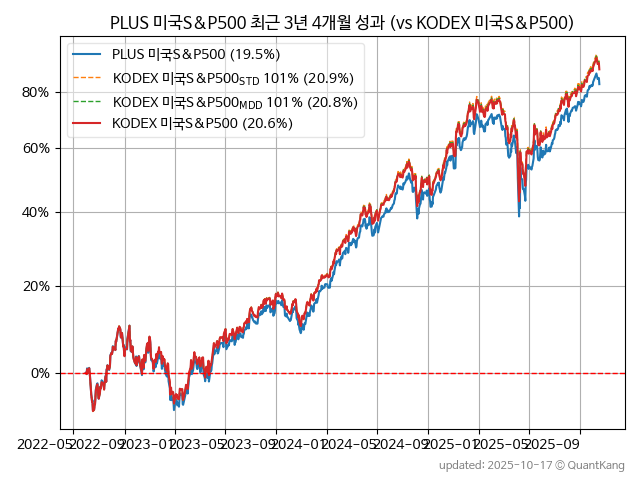 PLUS 미국S&P500 최근 3년 4개월 성과 (vs KODEX 미국S&P500)
PLUS 미국S&P500 (19.5%)
KODEX 미국S&P500STD 101% (20.9%)
KODEX 미국S&P500MDD 101% (20.8%)
KODEX 미국S&P500 (20.6%)
80%
60%
40%
20%
0%
2022-05 2022-09 2023-01 2023-05 2023-09 2024-01 2024-05 2024-09 2025-01 2025-05 2025-09
updated: 2025-10-17 © QuantKang